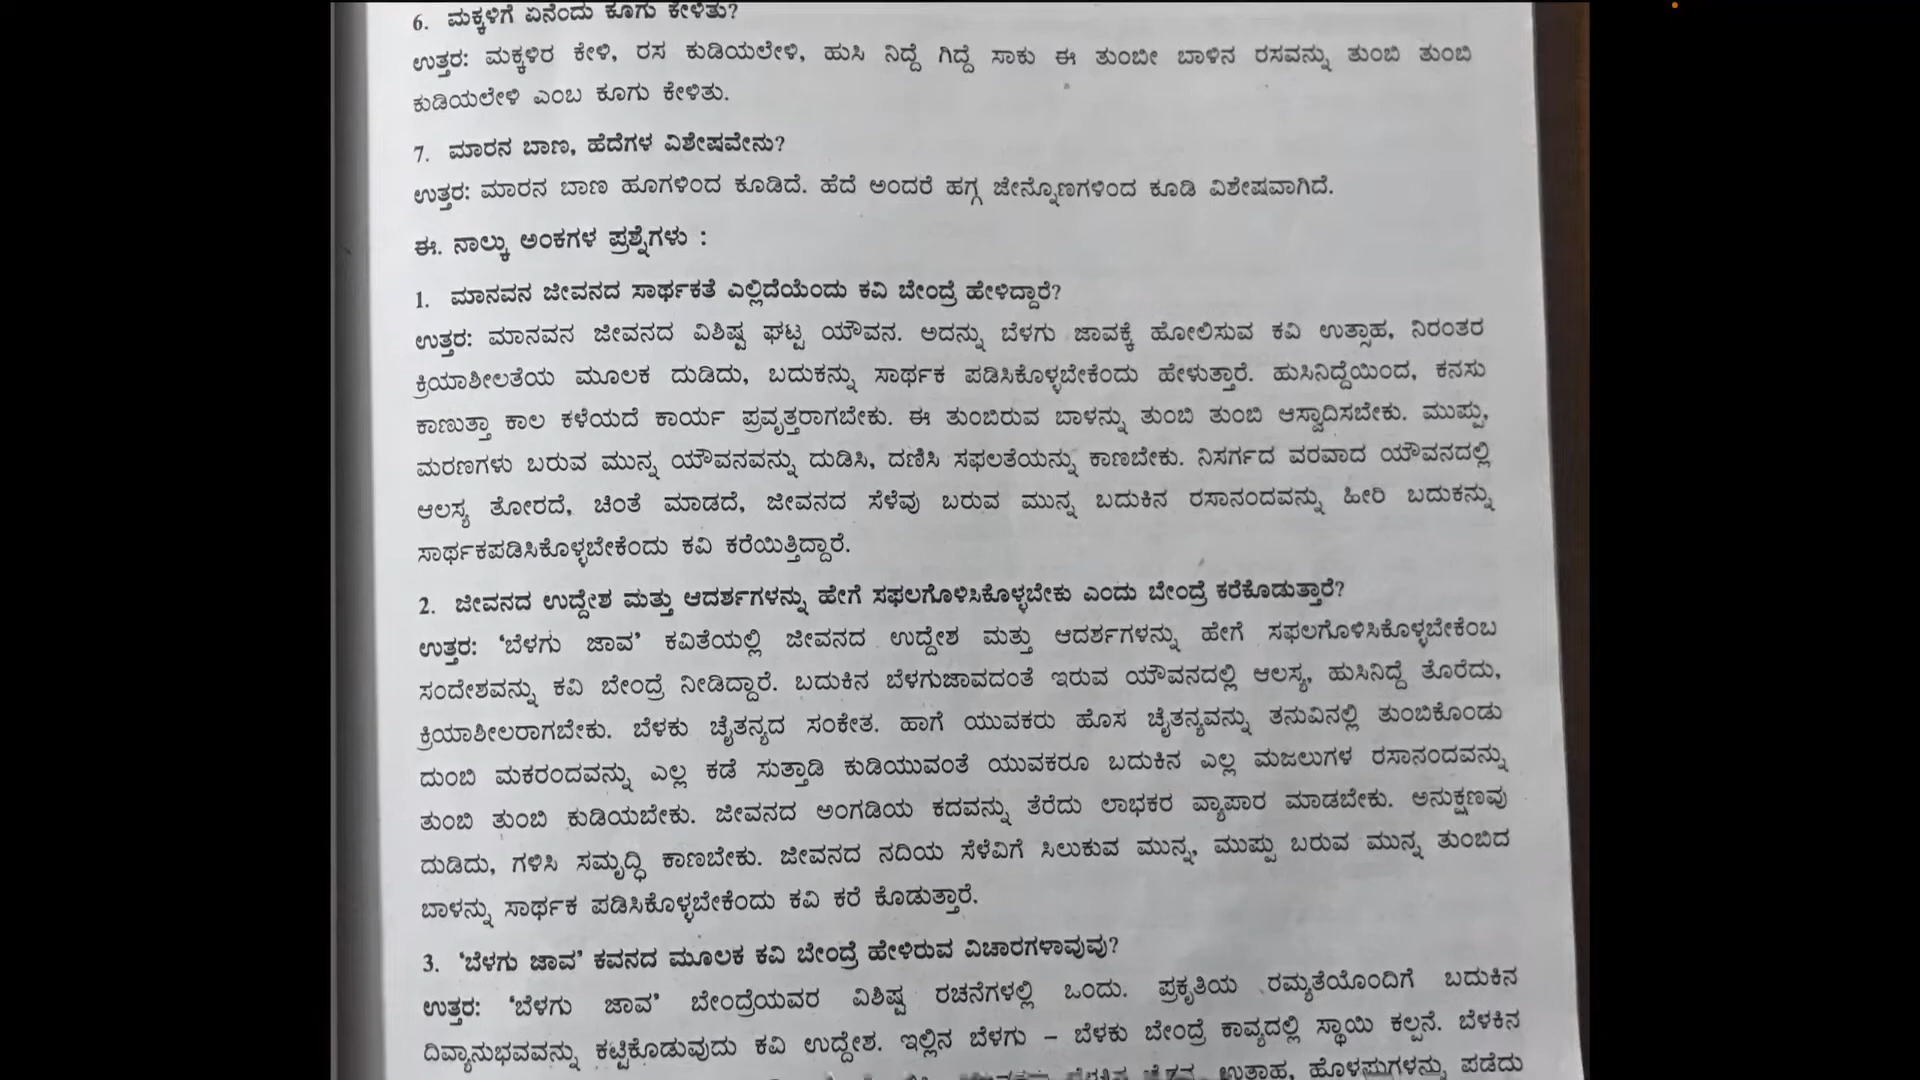 6. ಮಕ್ಕಳಿಗೆ ಏನೆಂದು ಕೂಗು ಕೇಳಿತು?
ಉತ್ತರ: ಮಕ್ಕಳಿರ ಕೇಳಿ, ರಸ ಕುಡಿಯಲೇಳಿ, ಹುಸಿ ನಿದ್ದೆ ಗಿದ್ದೆ ಸಾಕು ಈ ತುಂಬೀ ಬಾಳಿನ ರಸವನ್ನು ತುಂಬಿ ತುಂಬಿ
ಕುಡಿಯಲೇಳಿ ಎಂಬ ಕೂಗು ಕೇಳಿತು.
7. ಮಾರನ ಬಾಣ, ಹೆದೆಗಳ ವಿಶೇಷವೇನು?
ಉತ್ತರ: ಮಾರನ ಬಾಣ ಹೂಗಳಿಂದ ಕೂಡಿದೆ. ಹೆದೆ ಅಂದರೆ ಹಗ್ಗ ಜೇನ್ನೊಣಗಳಿಂದ ಕೂಡಿ ವಿಶೇಷವಾಗಿದೆ.
ಈ. ನಾಲ್ಕು ಅಂಕಗಳ ಪ್ರಶ್ನೆಗಳು :
1. ಮಾನವನ ಜೀವನದ ಸಾರ್ಥಕತೆ ಎಲ್ಲಿದೆಯೆಂದು ಕವಿ ಬೇಂದ್ರೆ ಹೇಳಿದ್ದಾರೆ?
ಉತ್ತರ: ಮಾನವನ ಜೀವನದ ವಿಶಿಷ್ಟ ಘಟ್ಟ ಯೌವನ. ಅದನ್ನು ಬೆಳಗು ಜಾವಕ್ಕೆ ಹೋಲಿಸುವ ಕವಿ ಉತ್ಸಾಹ, ನಿರಂತರ
ಕ್ರಿಯಾಶೀಲತೆಯ ಮೂಲಕ ದುಡಿದು, ಬದುಕನ್ನು ಸಾರ್ಥಕ ಪಡಿಸಿಕೊಳ್ಳಬೇಕೆಂದು ಹೇಳುತ್ತಾರೆ. ಹುಸಿನಿದ್ದೆಯಿಂದ, ಕನಸು
ಕಾಣುತ್ತಾ ಕಾಲ ಕಳೆಯದೆ ಕಾರ್ಯ ಪ್ರವೃತ್ತರಾಗಬೇಕು. ಈ ತುಂಬಿರುವ ಬಾಳನ್ನು ತುಂಬಿ ತುಂಬಿ ಆಸ್ವಾದಿಸಬೇಕು. ಮುಪ್ಪು,
ಮರಣಗಳು ಬರುವ ಮುನ್ನ ಯೌವನವನ್ನು ದುಡಿಸಿ, ದಣಿಸಿ ಸಫಲತೆಯನ್ನು ಕಾಣಬೇಕು. ನಿಸರ್ಗದ ವರವಾದ ಯೌವನದಲ್ಲಿ
ಆಲಸ್ಯ ತೋರದೆ, ಚಿಂತೆ ಮಾಡದೆ, ಜೀವನದ ಸೆಳೆವು ಬರುವ ಮುನ್ನ ಬದುಕಿನ ರಸಾನಂದವನ್ನು ಹೀರಿ ಬದುಕನ್ನು
ಸಾರ್ಥಕಪಡಿಸಿಕೊಳ್ಳಬೇಕೆಂದು ಕವಿ ಕರೆಯಿತ್ತಿದ್ದಾರೆ.
2. ಜೀವನದ ಉದ್ದೇಶ ಮತ್ತು ಆದರ್ಶಗಳನ್ನು ಹೇಗೆ ಸಫಲಗೊಳಿಸಿಕೊಳ್ಳಬೇಕು ಎಂದು ಬೇಂದ್ರೆ ಕರೆಕೊಡುತ್ತಾರೆ?
ಉತ್ತರ: ‘ಬೆಳಗು ಜಾವ’ ಕವಿತೆಯಲ್ಲಿ ಜೀವನದ ಉದ್ದೇಶ ಮತ್ತು ಆದರ್ಶಗಳನ್ನು ಹೇಗೆ ಸಫಲಗೊಳಿಸಿಕೊಳ್ಳಬೇಕೆಂಬ
ಸಂದೇಶವನ್ನು ಕವಿ ಬೇಂದ್ರೆ ನೀಡಿದ್ದಾರೆ. ಬದುಕಿನ ಬೆಳಗುಜಾವದಂತೆ ಇರುವ ಯೌವನದಲ್ಲಿ ಆಲಸ್ಯ, ಹುಸಿನಿದ್ದೆ ತೊರೆದು,
ಕ್ರಿಯಾಶೀಲರಾಗಬೇಕು. ಬೆಳಕು ಚೈತನ್ಯದ ಸಂಕೇತ. ಹಾಗೆ ಯುವಕರು ಹೊಸ ಚೈತನ್ಯವನ್ನು ತನುವಿನಲ್ಲಿ ತುಂಬಿಕೊಂಡು
ದುಂಬಿ ಮಕರಂದವನ್ನು ಎಲ್ಲ ಕಡೆ ಸುತ್ತಾಡಿ ಕುಡಿಯುವಂತೆ ಯುವಕರೂ ಬದುಕಿನ ಎಲ್ಲ ಮಜಲುಗಳ ರಸಾನಂದವನ್ನು
ತುಂಬಿ ತುಂಬಿ ಕುಡಿಯಬೇಕು. ಜೀವನದ ಅಂಗಡಿಯ ಕದವನ್ನು ತೆರೆದು ಲಾಭಕರ ವ್ಯಾಪಾರ ಮಾಡಬೇಕು. ಅನುಕ್ಷಣವು
ದುಡಿದು, ಗಳಿಸಿ ಸಮೃದ್ಧಿ ಕಾಣಬೇಕು. ಜೀವನದ ನದಿಯ ಸೆಳೆವಿಗೆ ಸಿಲುಕುವ ಮುನ್ನ, ಮುಪ್ಪು ಬರುವ ಮುನ್ನ ತುಂಬಿದ
ಬಾಳನ್ನು ಸಾರ್ಥಕ ಪಡಿಸಿಕೊಳ್ಳಬೇಕೆಂದು ಕವಿ ಕರೆ ಕೊಡುತ್ತಾರೆ.
3. ‘ಬೆಳಗು ಜಾವ’ ಕವನದ ಮೂಲಕ ಕವಿ ಬೇಂದ್ರೆ ಹೇಳಿರುವ ವಿಚಾರಗಳಾವುವು?
ಉತ್ತರ: ‘ಬೆಳಗು ಜಾವ’ ಬೇಂದ್ರೆಯವರ ವಿಶಿಷ್ಟ ರಚನೆಗಳಲ್ಲಿ ಒಂದು. ಪ್ರಕೃತಿಯ ರಮ್ಯತೆಯೊಂದಿಗೆ ಬದುಕಿನ
ದಿವ್ಯಾನುಭವವನ್ನು ಕಟ್ಟಿಕೊಡುವುದು ಕವಿ ಉದ್ದೇಶ. ಇಲ್ಲಿನ ಬೆಳಗು – ಬೆಳಕು ಬೇಂದ್ರೆ ಕಾವ್ಯದಲ್ಲಿ ಸ್ಥಾಯಿ ಕಲ್ಪನೆ. ಬೆಳಕಿನ
ಉತ್ಸಾಹ, ಹೊಳಪುಗಳನ್ನು ಪಡೆದು